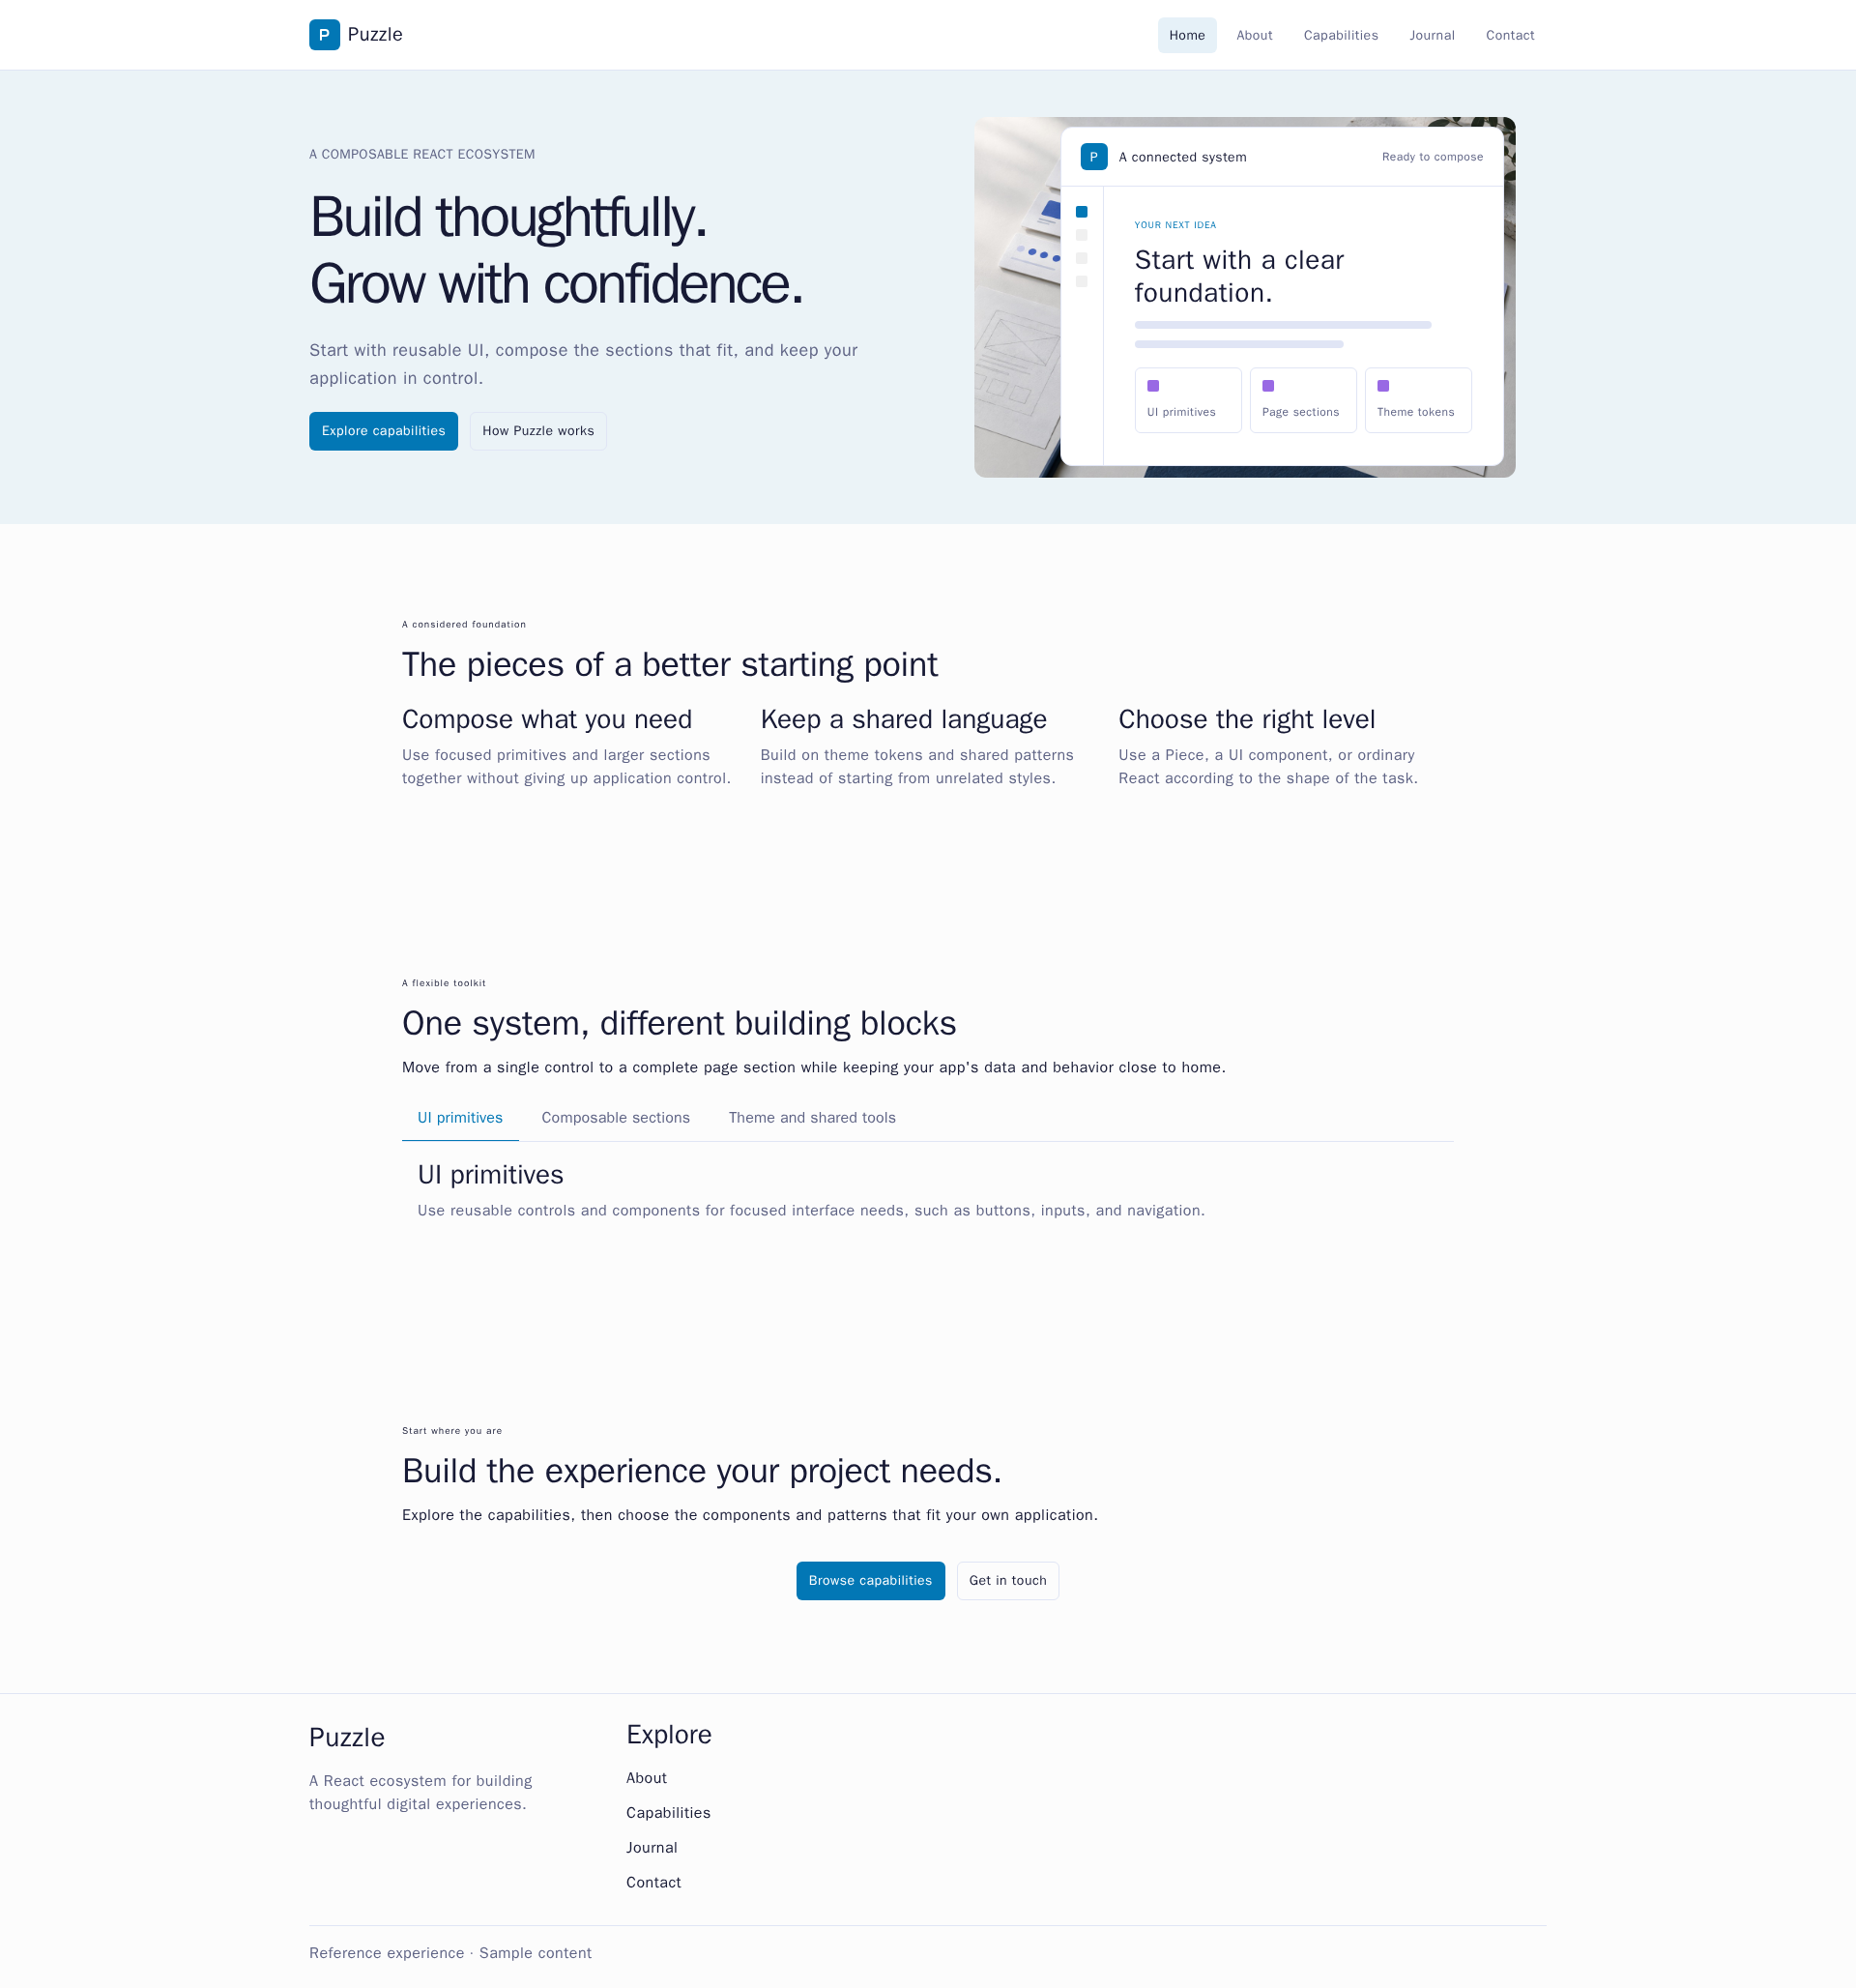 P Puzzle
Home About Capabilities Journal Contact
A COMPOSABLE REACT ECOSYSTEM
Build thoughtfully.
Grow with confidence.
Start with reusable UI, compose the sections that fit, and keep your
application in control.
Explore capabilities How Puzzle works
P A connected system Ready to compose
YOUR NEXT IDEA
Start with a clear
foundation.
UI primitives Page sections Theme tokens
A considered foundation
The pieces of a better starting point
Compose what you need
Use focused primitives and larger sections
together without giving up application control.
Keep a shared language
Build on theme tokens and shared patterns
instead of starting from unrelated styles.
Choose the right level
Use a Piece, a UI component, or ordinary
React according to the shape of the task.
A flexible toolkit
One system, different building blocks
Move from a single control to a complete page section while keeping your app's data and behavior close to home.
UI primitives Composable sections Theme and shared tools
UI primitives
Use reusable controls and components for focused interface needs, such as buttons, inputs, and navigation.
Start where you are
Build the experience your project needs.
Explore the capabilities, then choose the components and patterns that fit your own application.
Browse capabilities Get in touch
Puzzle
A React ecosystem for building
thoughtful digital experiences.
Explore
About
Capabilities
Journal
Contact
Reference experience · Sample content